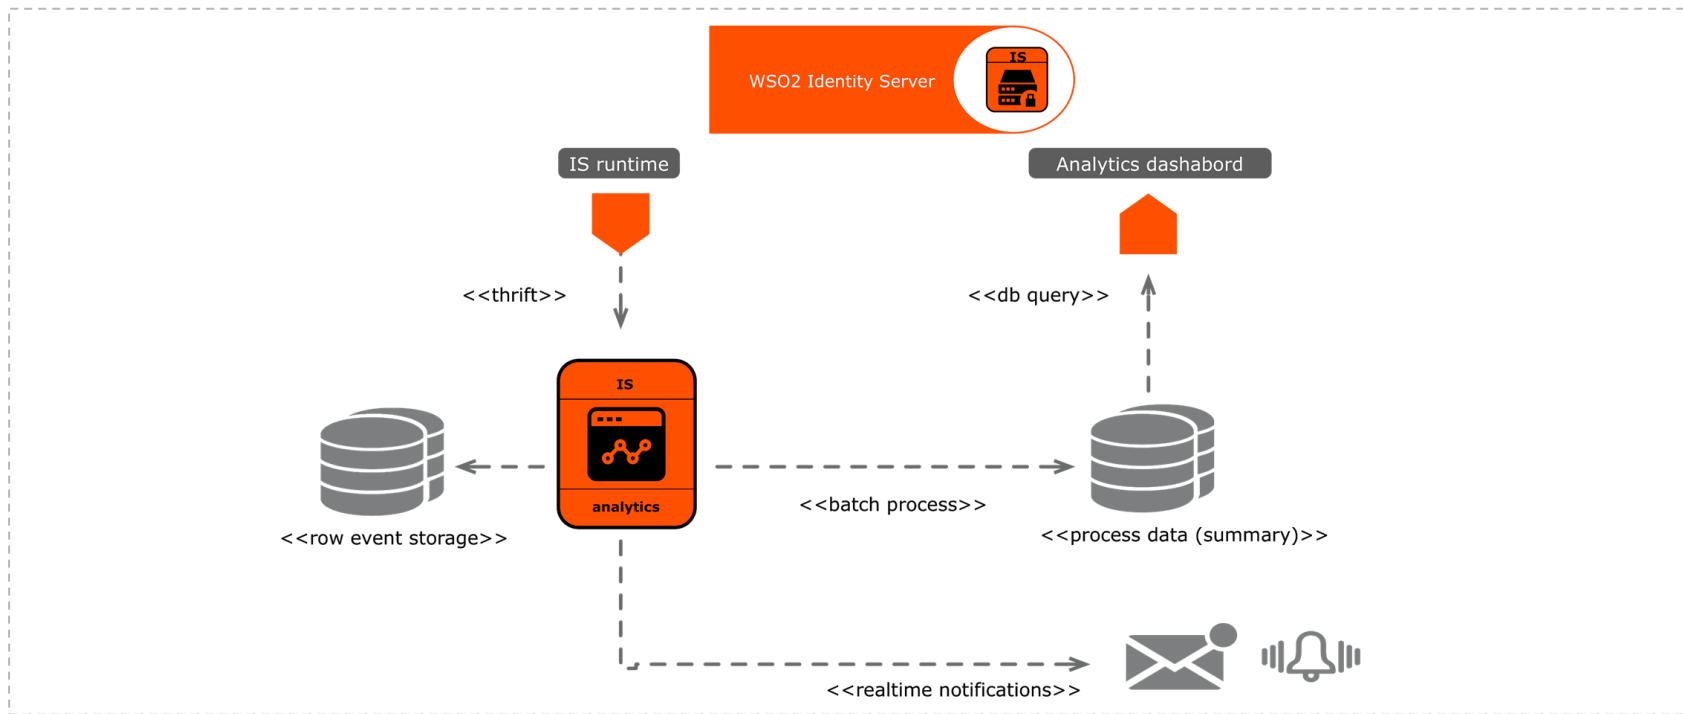 IS
WSO2 Identity Server
IS runtime
Analytics dashabord
<<thrift>>
<<db query>>
IS
analytics
<<batch process>>
<<row event storage>>
<<process data (summary)>>
<<realtime notifications>>